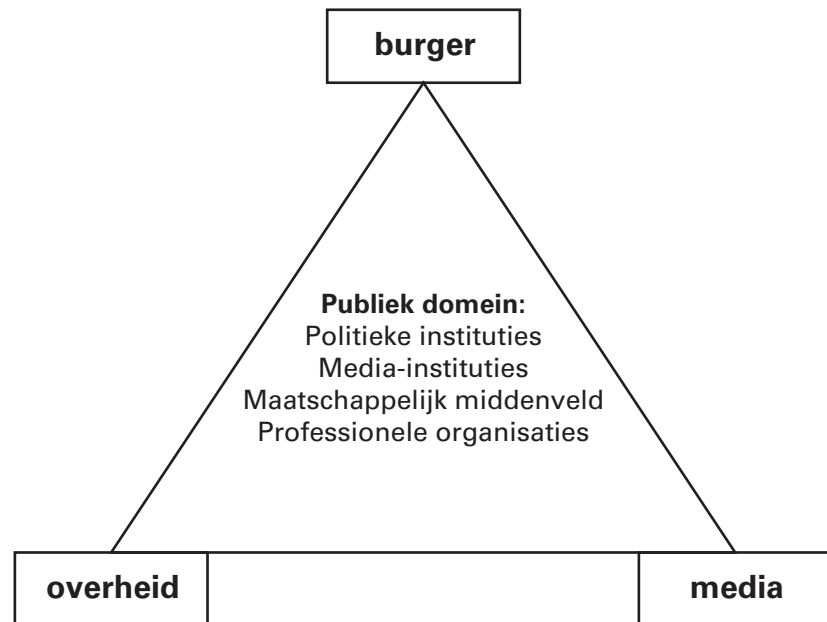 burger
Publiek domein:
Politieke instituties
Media-instituties
Maatschappelijk middenveld
Professionele organisaties
overheid
media